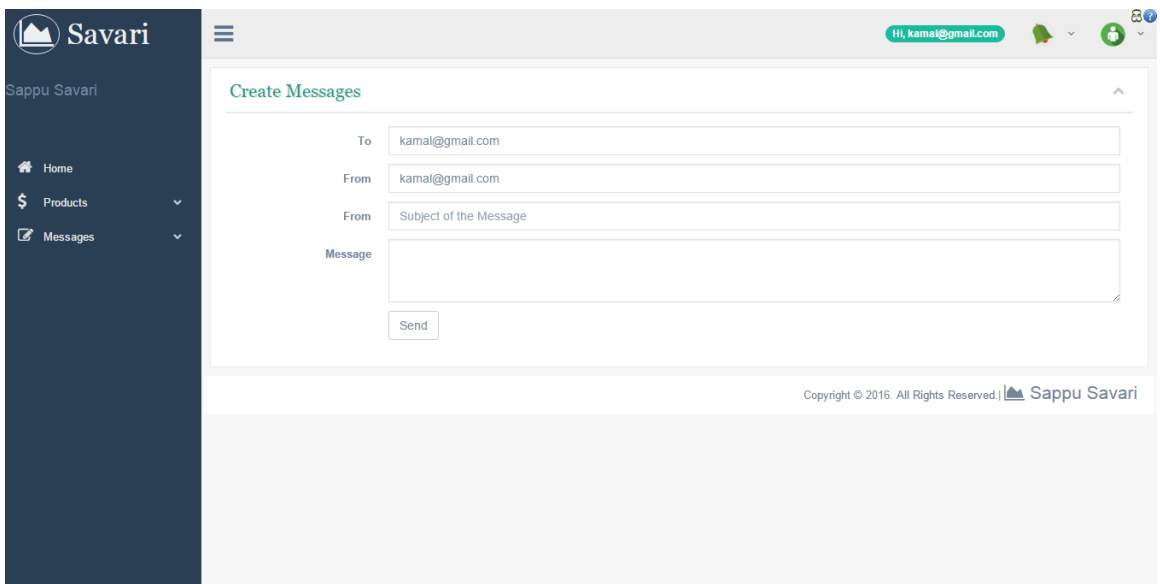 Savari
Hi, kamal@gmail.com
Sappu Savari
Home
Products
Messages
Create Messages
To kamal@gmail.com
From kamal@gmail.com
From Subject of the Message
Message
Send
Copyright © 2016. All Rights Reserved.| Sappu Savari